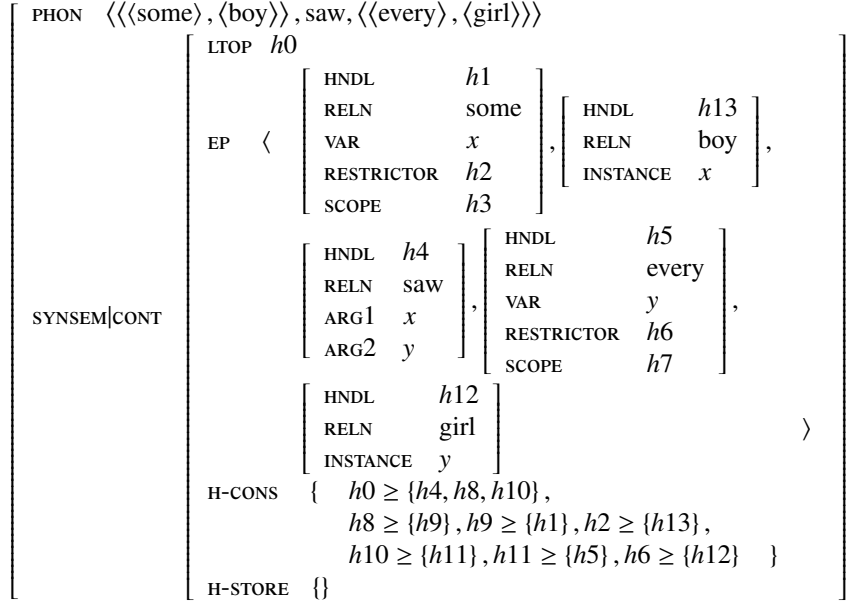 PHON ⟨⟨⟨some⟩, ⟨boy⟩⟩, saw, ⟨⟨every⟩, ⟨girl⟩⟩⟩
LTOP h0
HNDL h1
RELN some
VAR x
RESTRICTOR h2
SCOPE h3
EP ⟨ ,
HNDL h13
RELN boy
INSTANCE x
,
SYNSEM|CONT
HNDL h4
RELN saw
ARG1 x
ARG2 y
,
HNDL h5
RELN every
VAR y
RESTRICTOR h6
SCOPE h7
,
HNDL h12
RELN girl
INSTANCE y
⟩
H-CONS { h0 ≥ {h4, h8, h10},
h8 ≥ {h9}, h9 ≥ {h1}, h2 ≥ {h13},
h10 ≥ {h11}, h11 ≥ {h5}, h6 ≥ {h12} }
H-STORE {}